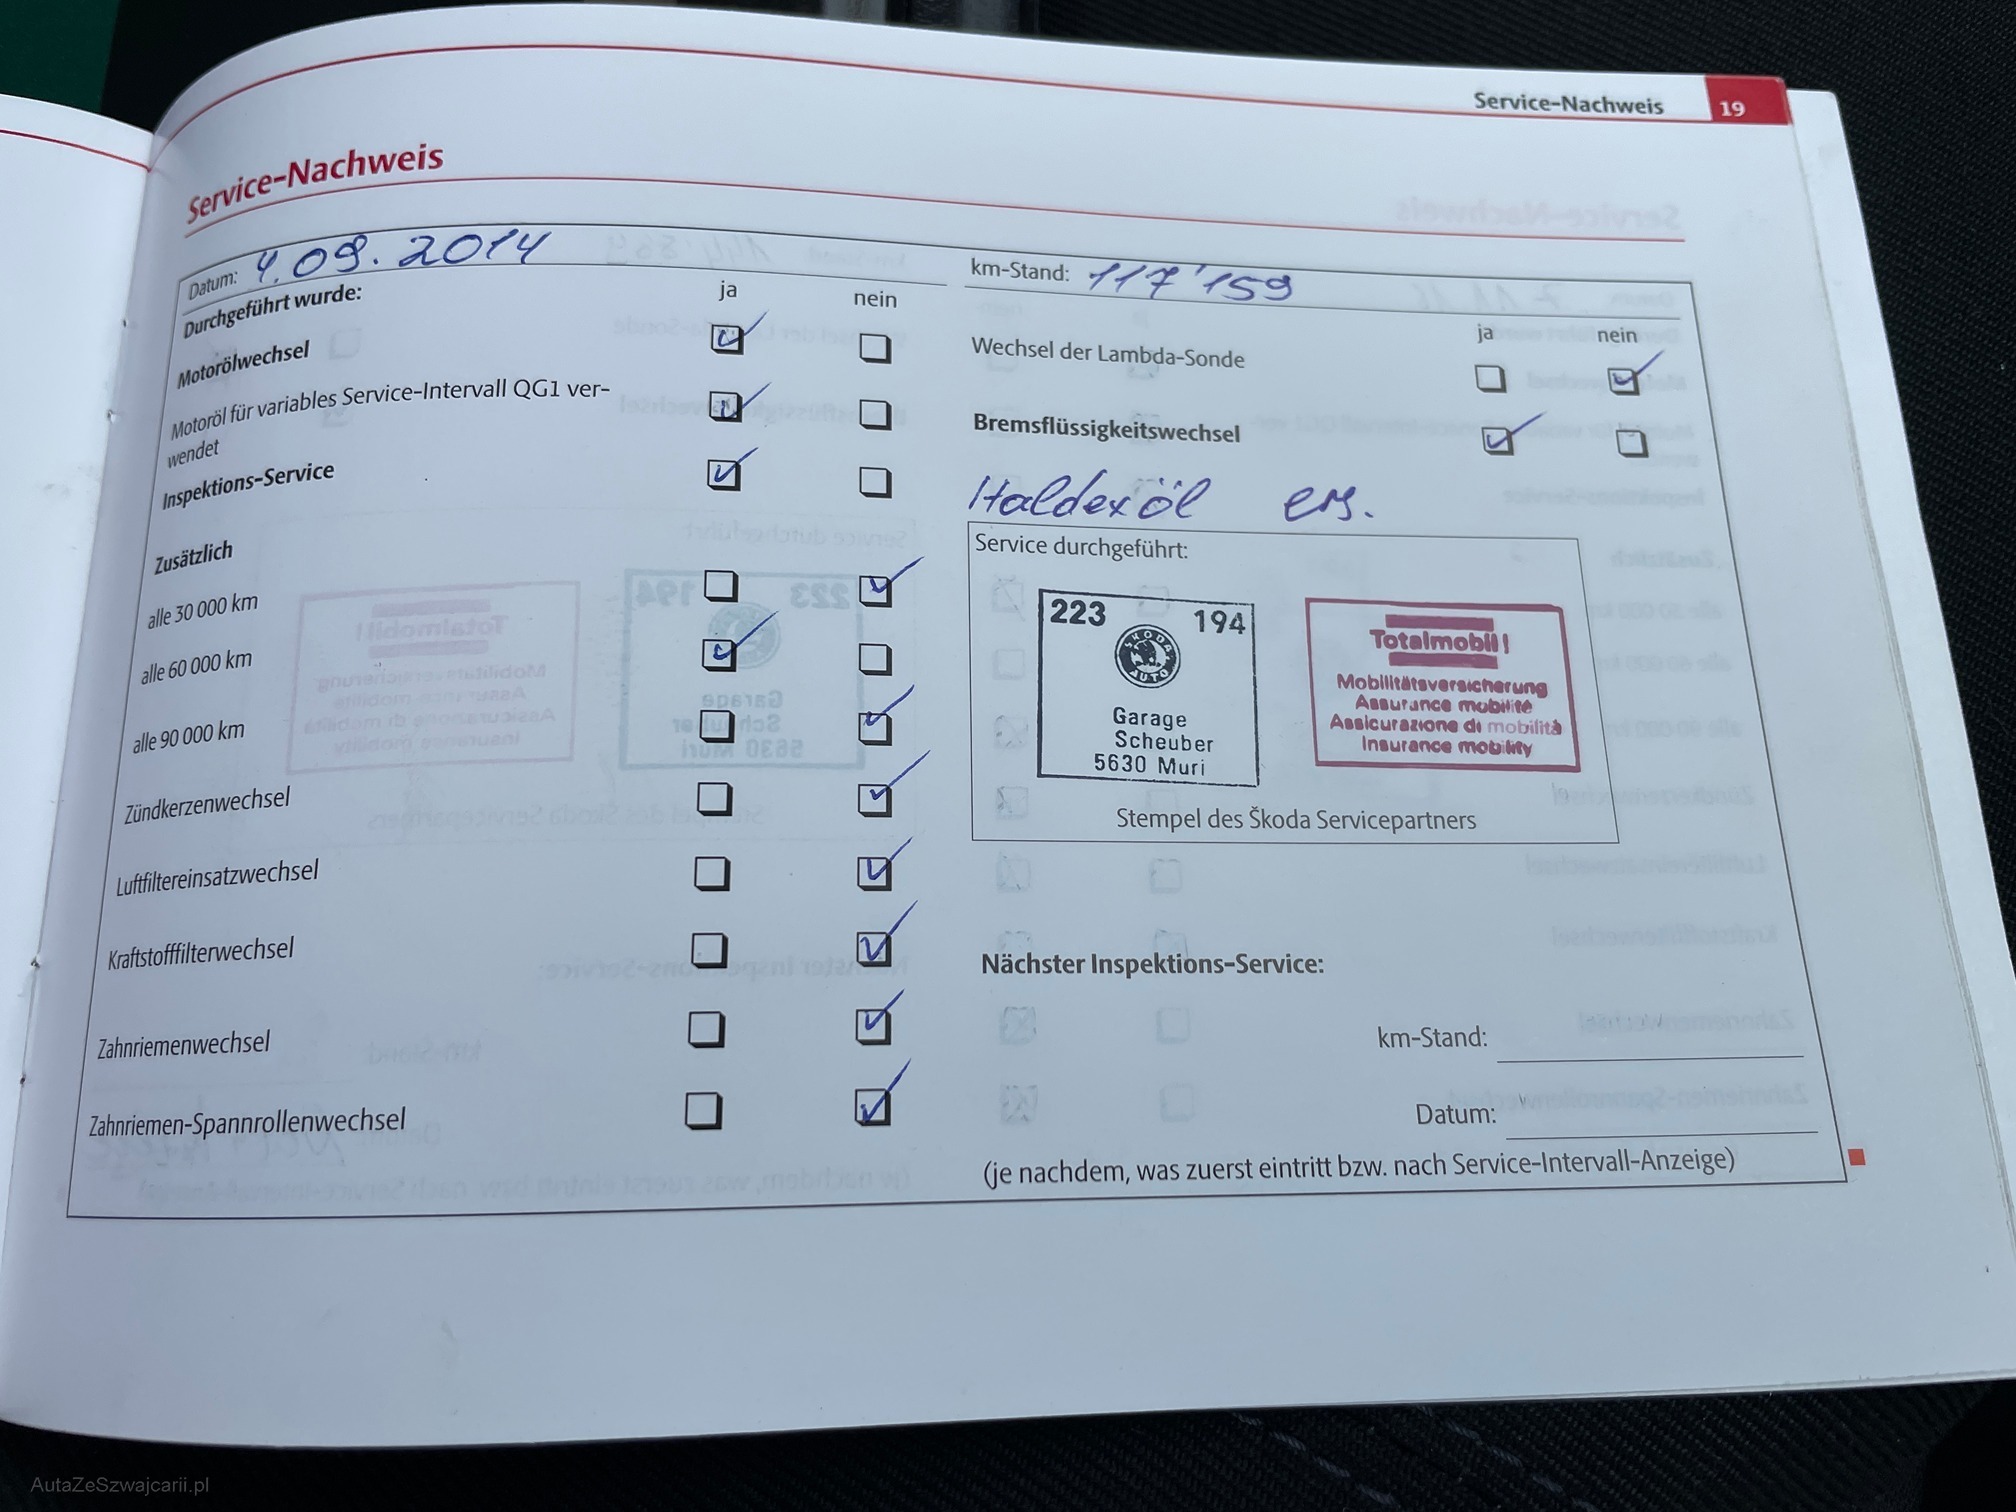 Service-Nachweis 19
Service-Nachweis
Datum: 4.09.2014
Durchgeführt wurde:
ja nein
Motorölwechsel
Motoröl für variables Service-Intervall QG1 ver-
wendet
Inspektions-Service
Zusätzlich
alle 30 000 km
alle 60 000 km
alle 90 000 km
Zündkerzenwechsel
Luftfiltereinsatzwechsel
Kraftstofffilterwechsel
Zahnriemenwechsel
Zahnriemen-Spannrollenwechsel
km-Stand: 117'159
ja nein
Wechsel der Lambda-Sonde
Bremsflüssigkeitswechsel
Haldexöl ers.
Service durchgeführt:
223 194
SKODA
AUTO
Garage
Scheuber
5630 Muri
Totalmobil!
Mobilitätsversicherung
Assurance mobilité
Assicurazione di mobilità
Insurance mobility
Stempel des Škoda Servicepartners
Nächster Inspektions-Service:
km-Stand:
Datum:
(je nachdem, was zuerst eintritt bzw. nach Service-Intervall-Anzeige)
AutaZeSzwajcarii.pl